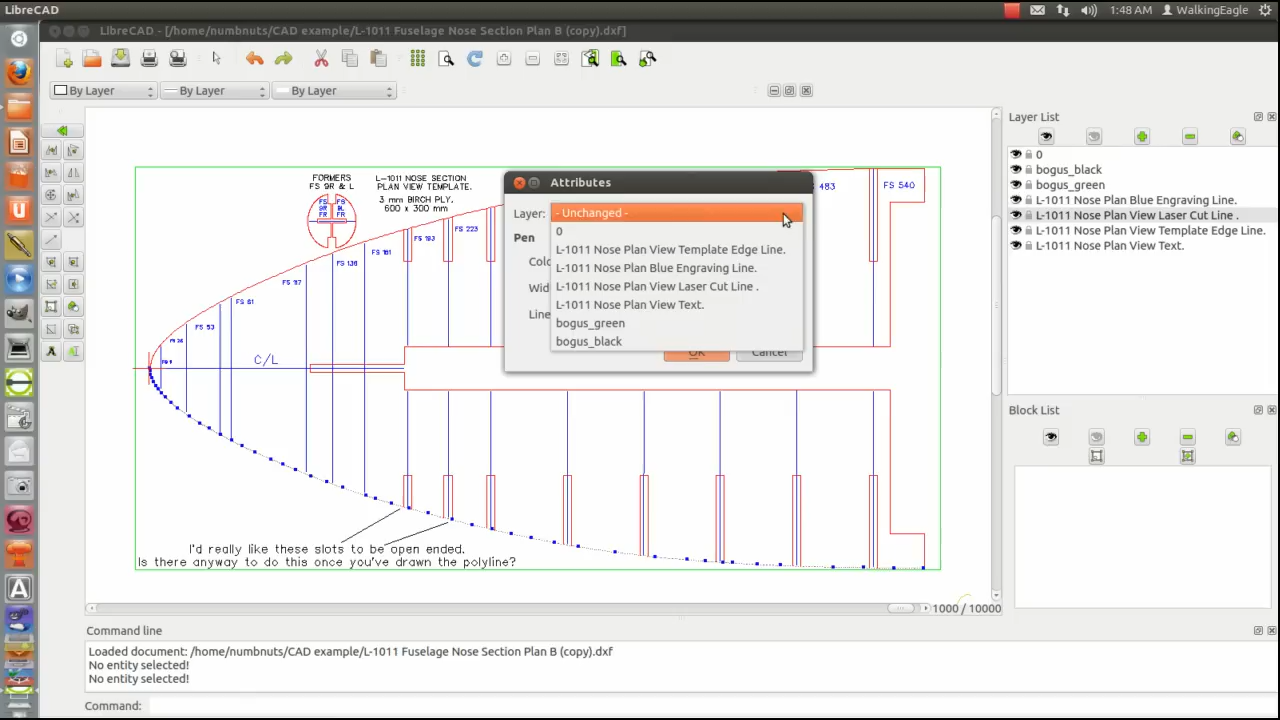 LibreCAD
1:48 AM
WalkingEagle
LibreCAD - [/home/numbnuts/CAD example/L-1011 Fuselage Nose Section Plan B (copy).dxf]
By Layer
By Layer
By Layer
Layer List
0
bogus_black
bogus_green
L-1011 Nose Plan Blue Engraving Line.
L-1011 Nose Plan View Laser Cut Line .
L-1011 Nose Plan View Template Edge Line.
L-1011 Nose Plan View Text.
FORMERS
FS 9R & L
L-1011 NOSE SECTION
PLAN VIEW TEMPLATE.
3 mm BIRCH PLY.
600 x 300 mm
FS 53
FS 61
FS 136
FS 161
FS 193
FS 223
483
FS 540
C/L
Attributes
Layer:
- Unchanged -
0
L-1011 Nose Plan View Template Edge Line.
L-1011 Nose Plan Blue Engraving Line.
L-1011 Nose Plan View Laser Cut Line .
L-1011 Nose Plan View Text.
bogus_green
bogus_black
Pen
Colo
Wid
Line
OK
Cancel
I'd really like these slots to be open ended.
Is there anyway to do this once you've drawn the polyline?
Block List
1000 / 10000
Command line
Loaded document: /home/numbnuts/CAD example/L-1011 Fuselage Nose Section Plan B (copy).dxf
No entity selected!
No entity selected!
Command: